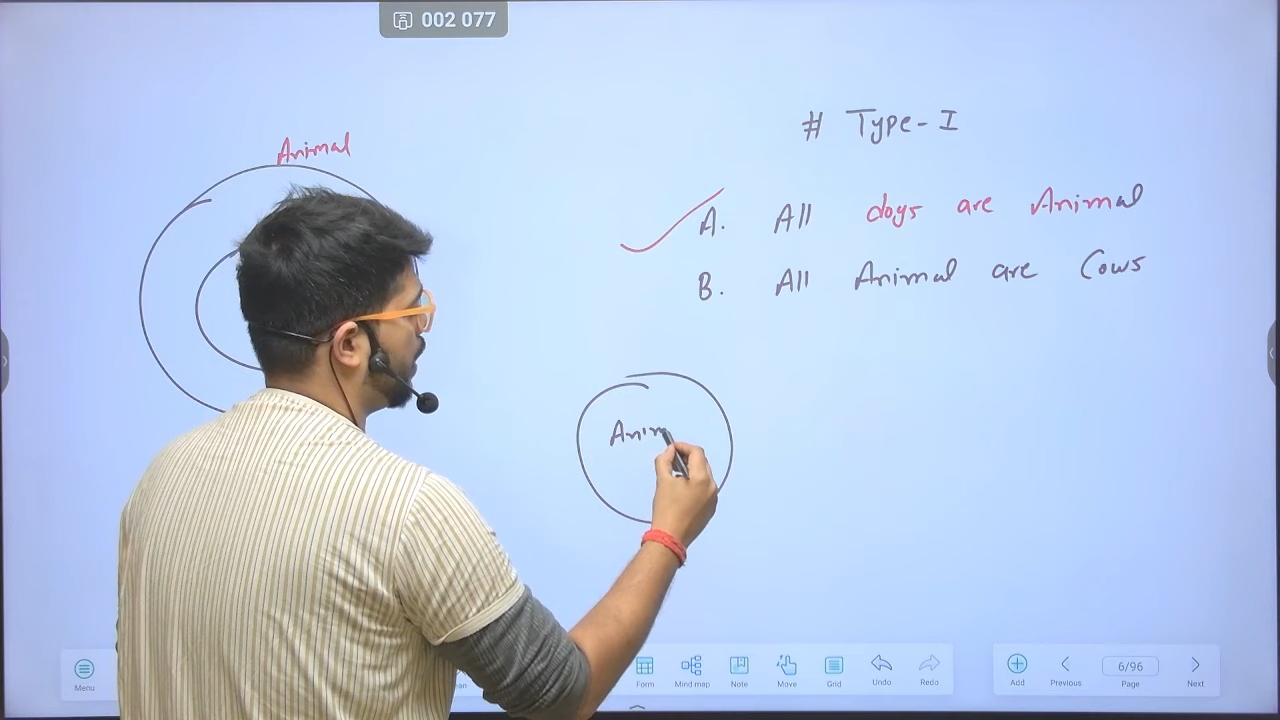 002 077
# Type-I
Animal
A. All dogs are Animal
B. All Animal are Cows
Anim
Menu
Form
Mind map
Note
Move
Grid
Undo
Redo
Add
Previous
6/96
Page
Next